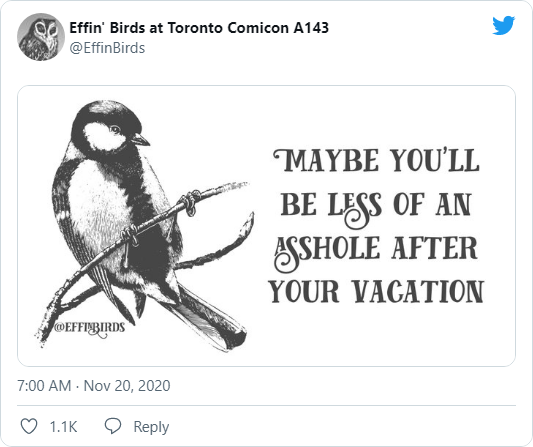 Effin' Birds at Toronto Comicon A143
@EffinBirds
MAYBE YOU'LL
BE LESS OF AN
ASSHOLE AFTER
YOUR VACATION
@EFFINBIRDS
7:00 AM · Nov 20, 2020
1.1K Reply